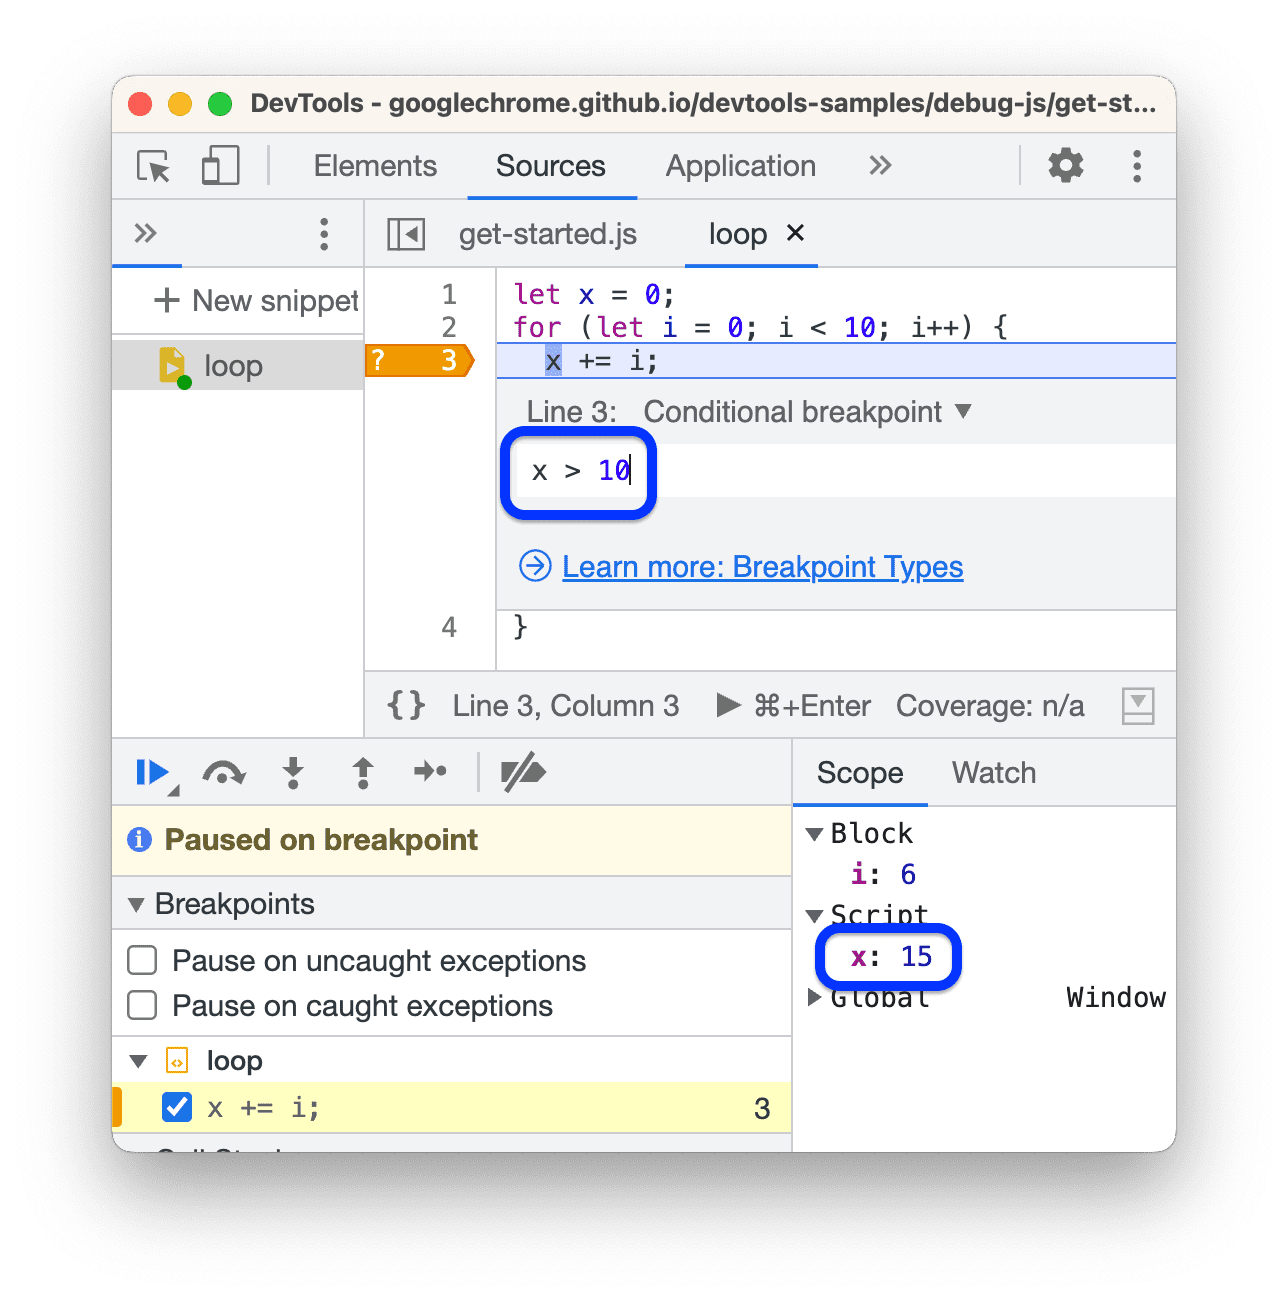 DevTools - googlechrome.github.io/devtools-samples/debug-js/get-st...
Elements Sources Application »
» get-started.js loop ×
+ New snippet
loop
1 let x = 0;
2 for (let i = 0; i < 10; i++) {
? 3 x += i;
Line 3: Conditional breakpoint ▼
x > 10
Learn more: Breakpoint Types
4 }
{} Line 3, Column 3 ▶ ⌘+Enter Coverage: n/a
Paused on breakpoint
▼ Breakpoints
Pause on uncaught exceptions
Pause on caught exceptions
▼ loop
x += i; 3
Scope Watch
▼ Block
i: 6
▼ Script
x: 15
▶ Global Window